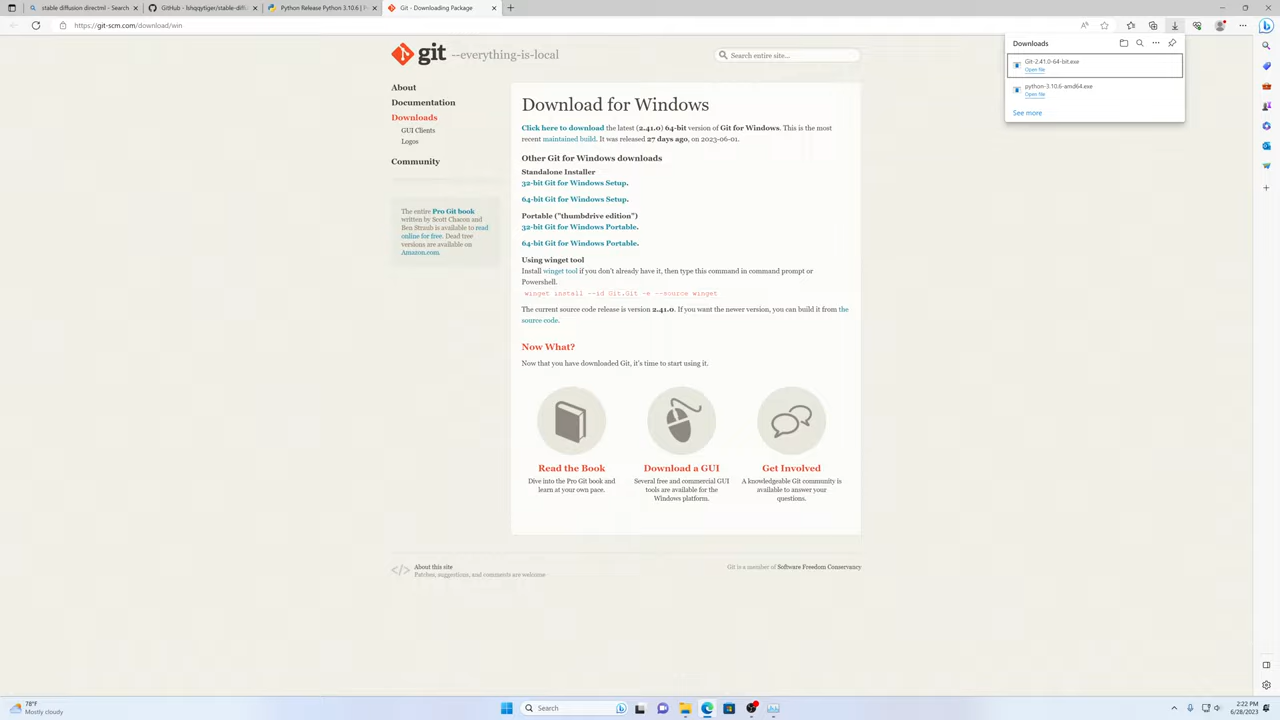 stable diffusion directml - Search
GitHub - lshqqytiger/stable-diff
Python Release Python 3.10.6 | P
Git - Downloading Package
https://git-scm.com/download/win
git --everything-is-local
Search entire site...
Downloads
Git-2.41.0-64-bit.exe
Open file
python-3.10.6-amd64.exe
Open file
See more
About
Documentation
Downloads
GUI Clients
Logos
Community
The entire Pro Git book
written by Scott Chacon and
Ben Straub is available to read
online for free. Dead tree
versions are available on
Amazon.com.
Download for Windows
Click here to download the latest (2.41.0) 64-bit version of Git for Windows. This is the most
recent maintained build. It was released 27 days ago, on 2023-06-01.
Other Git for Windows downloads
Standalone Installer
32-bit Git for Windows Setup.
64-bit Git for Windows Setup.
Portable ("thumbdrive edition")
32-bit Git for Windows Portable.
64-bit Git for Windows Portable.
Using winget tool
Install winget tool if you don't already have it, then type this command in command prompt or
Powershell.
winget install --id Git.Git -e --source winget
The current source code release is version 2.41.0. If you want the newer version, you can build it from the
source code.
Now What?
Now that you have downloaded Git, it's time to start using it.
Read the Book
Dive into the Pro Git book and
learn at your own pace.
Download a GUI
Several free and commercial GUI
tools are available for the
Windows platform.
Get Involved
A knowledgeable Git community is
available to answer your
questions.
About this site
Patches, suggestions, and comments are welcome
Git is a member of Software Freedom Conservancy
78°F
Mostly cloudy
Search
2:22 PM
6/28/2023